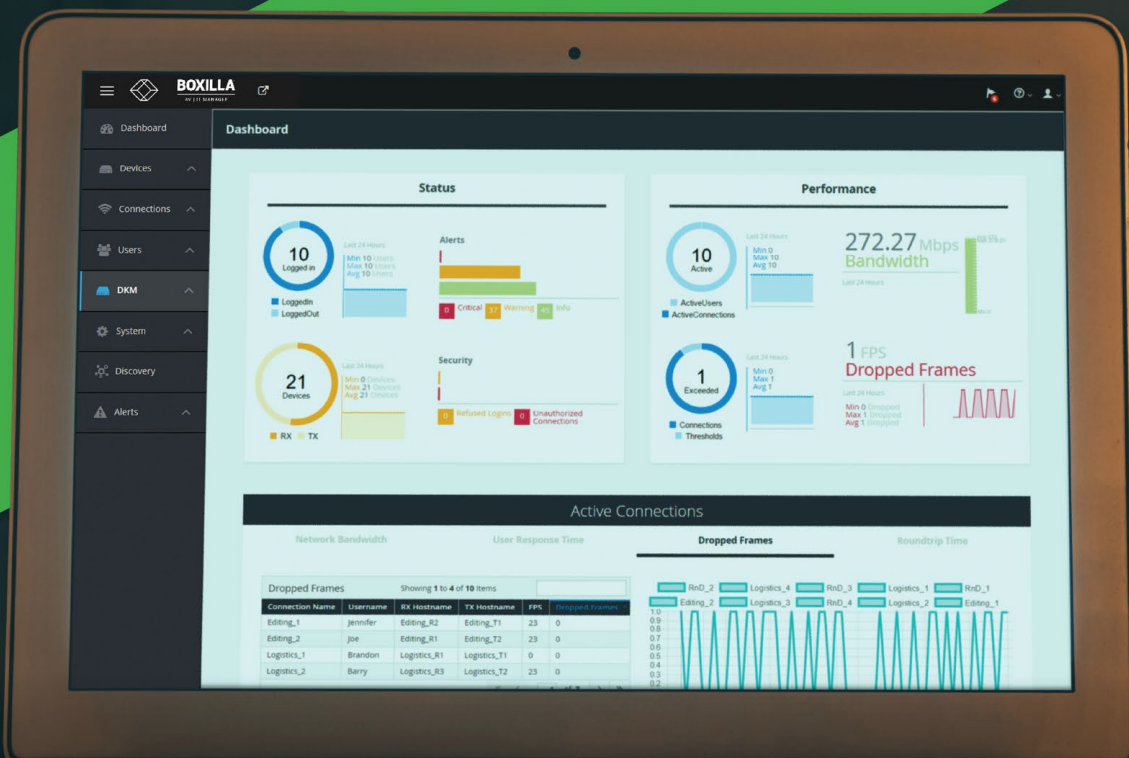 BOXILLA
Dashboard
Devices
Connections
Users
DKM
System
Discovery
Alerts
Dashboard
Status
10
Logged in
Last 24 Hours
Min 10 Users
Max 10 Users
Avg 10 Users
LoggedIn
LoggedOut
Alerts
0 Critical 37 Warning Info
21
Devices
Last 24 Hours
Min 0 Devices
Max 21 Devices
Avg 21 Devices
RX TX
Security
0 Refused Logins 0 Unauthorized
Connections
Performance
10
Active
Last 24 Hours
Min 0
Max 10
Avg 10
ActiveUsers
ActiveConnections
272.27 Mbps
Bandwidth
Last 24 Hours
Min 0
1
Exceeded
Last 24 Hours
Min 0
Max 1
Avg 1
Connections
Thresholds
1 FPS
Dropped Frames
Last 24 Hours
Min 0 Dropped
Max 1 Dropped
Avg 1 Dropped
Active Connections
Network Bandwidth User Response Time Dropped Frames Roundtrip Time
Dropped Frames Showing 1 to 4 of 10 Items
Connection Name Username RX Hostname TX Hostname FPS Dropped Frames
Editing_1 Jennifer Editing_R2 Editing_T1 23 0
Editing_2 Joe Editing_R1 Editing_T2 23 0
Logistics_1 Brandon Logistics_R1 Logistics_T1 0 0
Logistics_2 Barry Logistics_R3 Logistics_T2 23 0
RnD_2 Logistics_4 RnD_3 Logistics_1 RnD_1
Editing_2 Logistics_3 RnD_4 Logistics_2 Editing_1
1.0
0.9
0.8
0.7
0.6
0.5
0.4
0.3
0.2